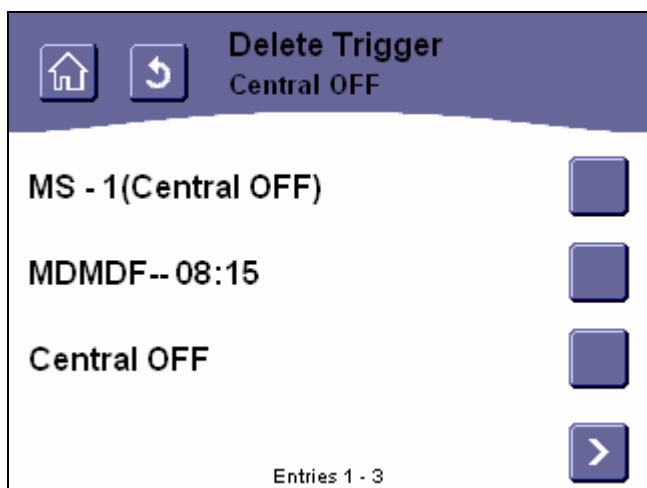 Delete Trigger
Central OFF
MS - 1(Central OFF)
MDMDF-- 08:15
Central OFF
Entries 1 - 3